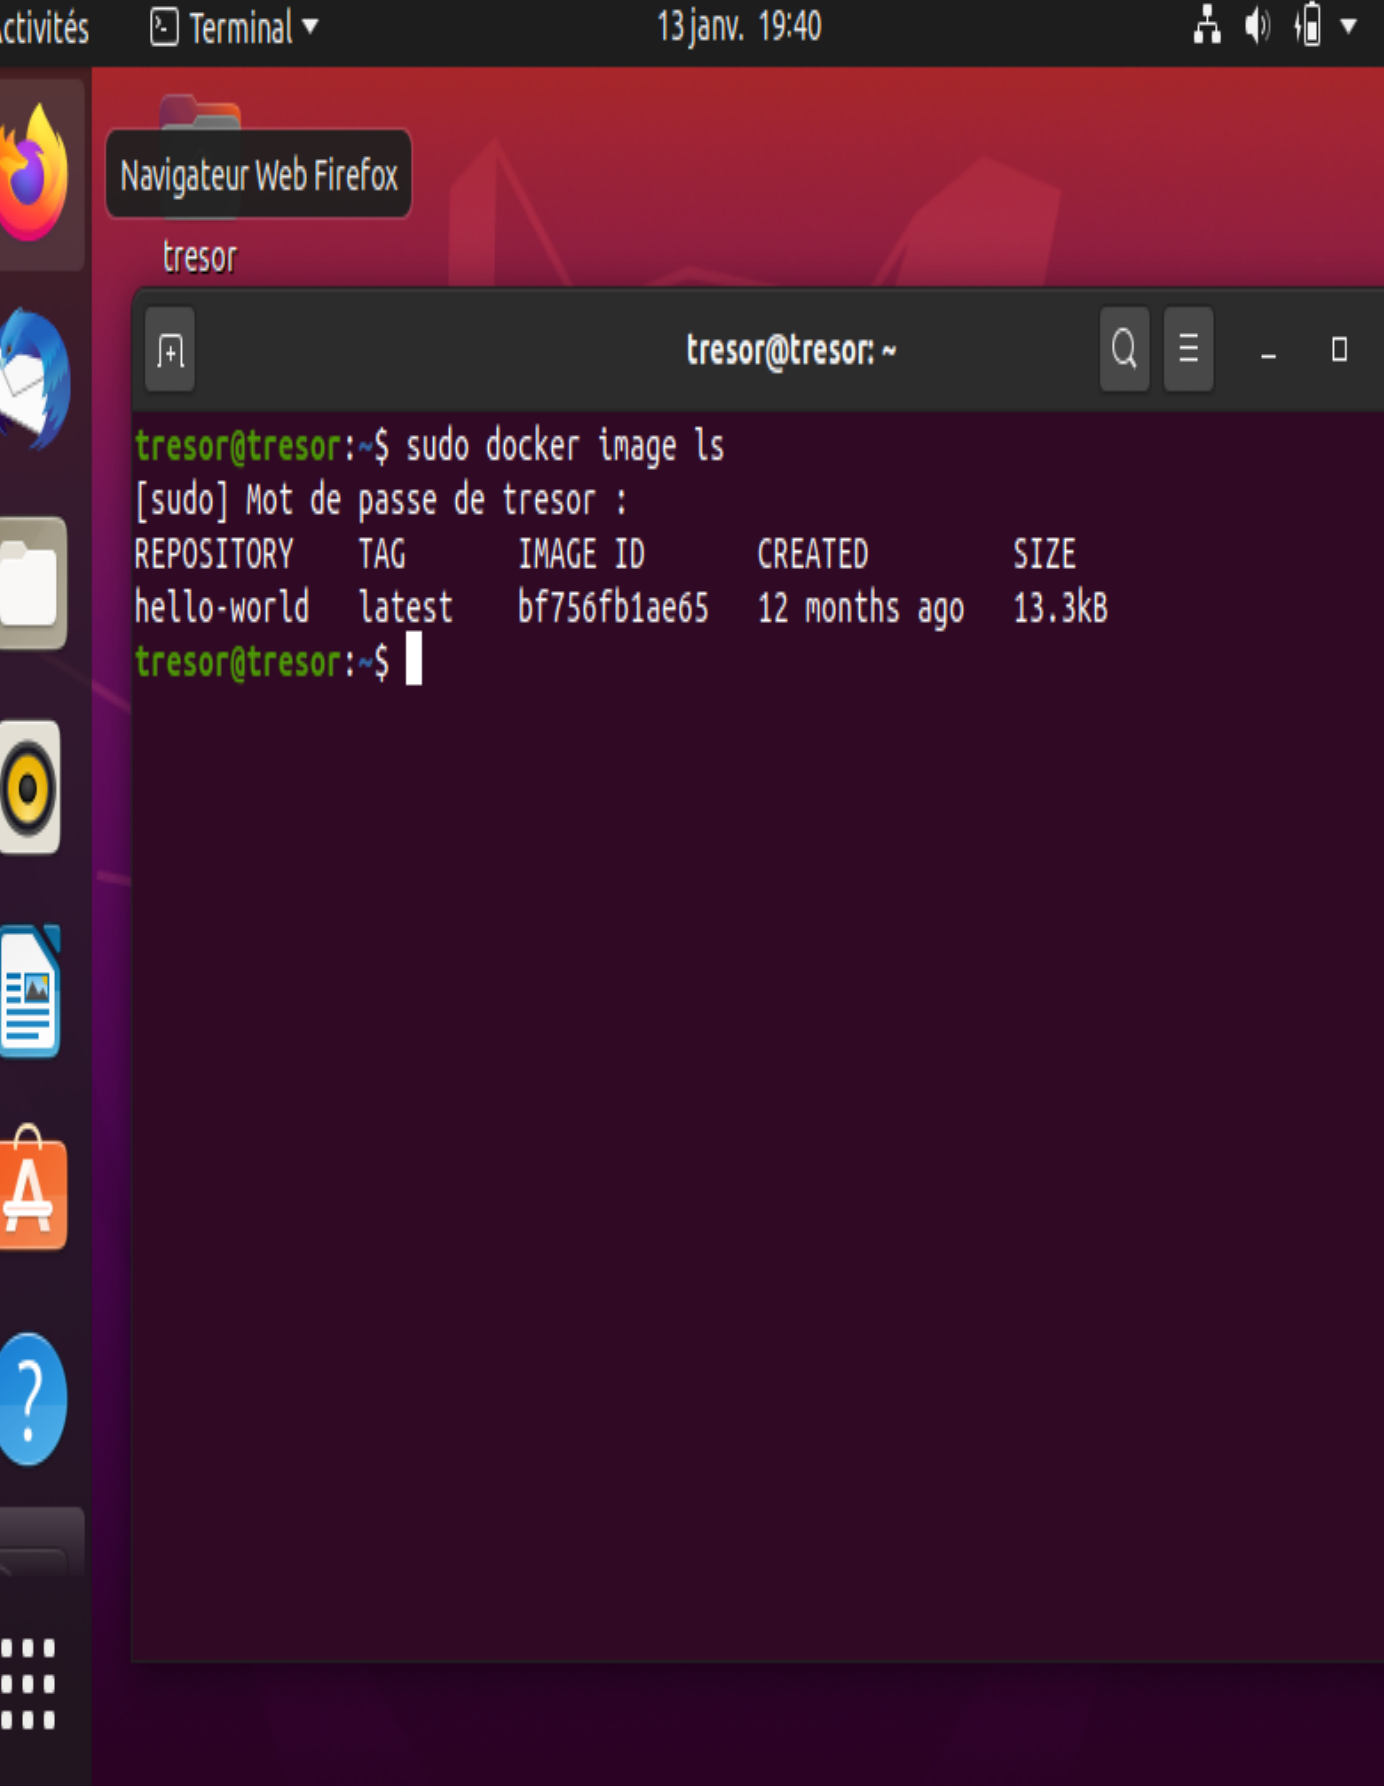 ctivités Terminal 13 janv. 19:40
Navigateur Web Firefox
tresor
tresor@tresor: ~
tresor@tresor:~$ sudo docker image ls
[sudo] Mot de passe de tresor :
REPOSITORY TAG IMAGE ID CREATED SIZE
hello-world latest bf756fb1ae65 12 months ago 13.3kB
tresor@tresor:~$